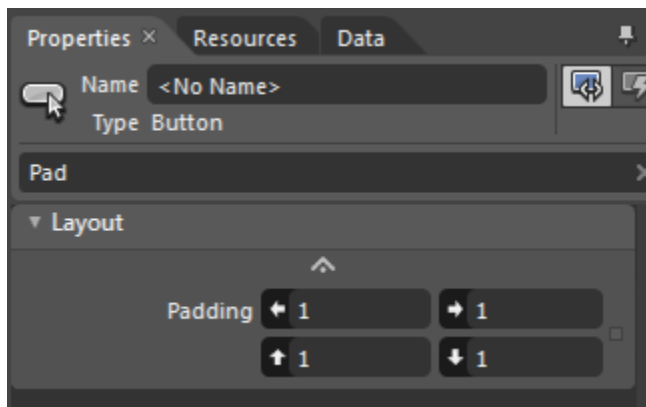 Properties × Resources Data
Name <No Name>
Type Button
Pad
Layout
Padding 1 1
1 1